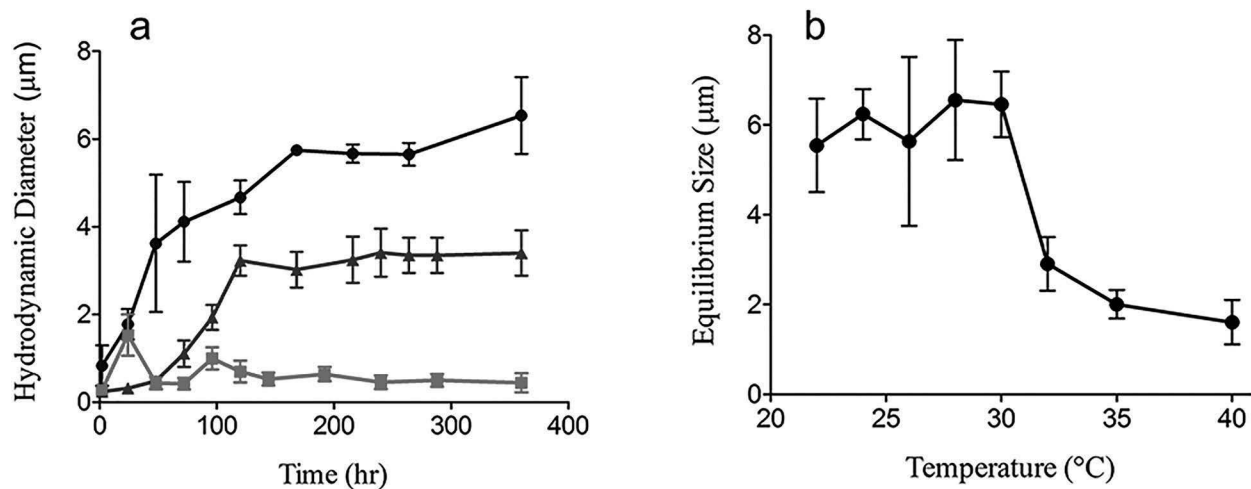 a
Hydrodynamic Diameter (μm)
8
6
4
2
0
0 100 200 300 400
Time (hr)
b
Equilibrium Size (μm)
8
6
4
2
0
20 25 30 35 40
Temperature (°C)